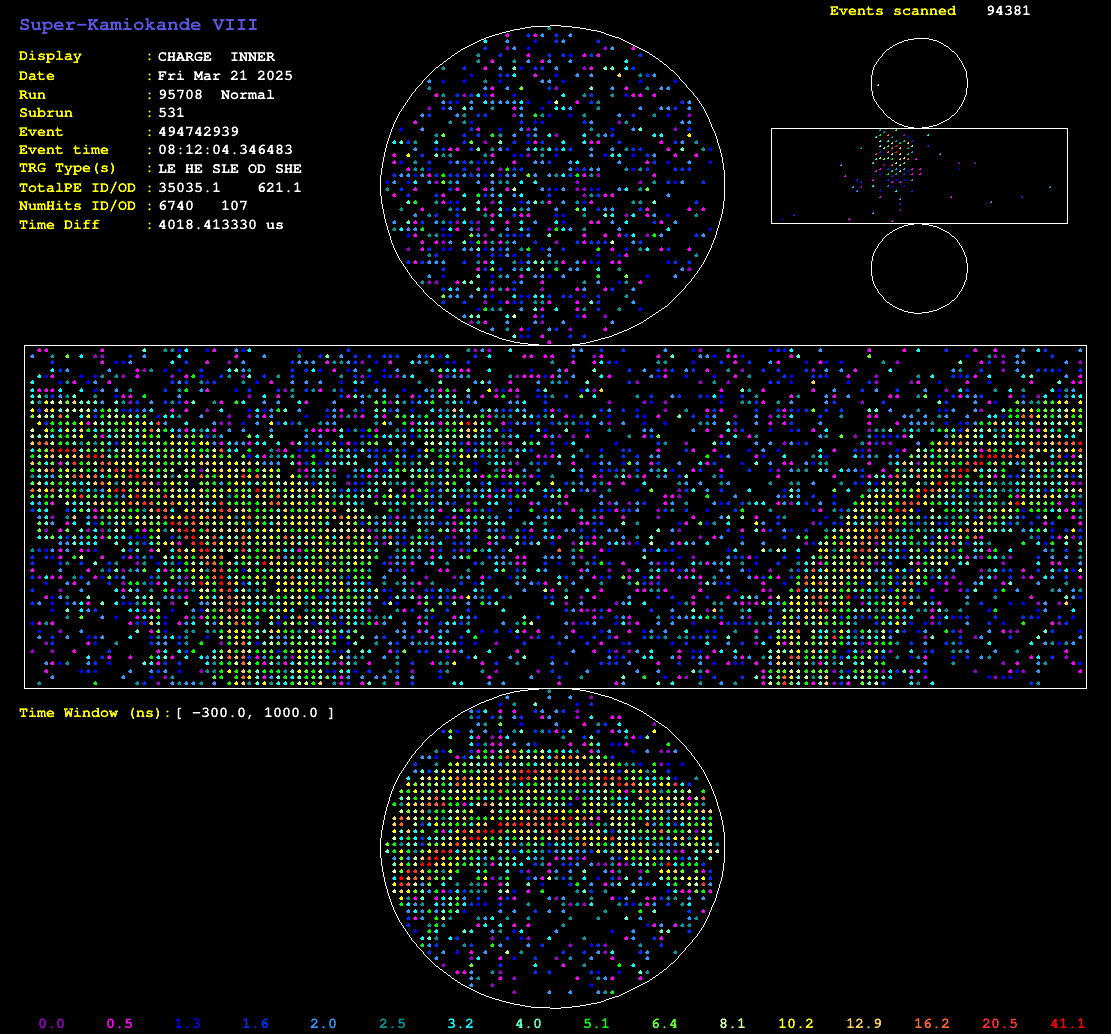 Super-Kamiokande VIII
Events scanned 94381
Display : CHARGE INNER
Date : Fri Mar 21 2025
Run : 95708 Normal
Subrun : 531
Event : 494742939
Event time : 08:12:04.346483
TRG Type(s) : LE HE SLE OD SHE
TotalPE ID/OD : 35035.1 621.1
NumHits ID/OD : 6740 107
Time Diff : 4018.413330 us
Time Window (ns):[ -300.0, 1000.0 ]
0.0 0.5 1.3 1.6 2.0 2.5 3.2 4.0 5.1 6.4 8.1 10.2 12.9 16.2 20.5 41.1